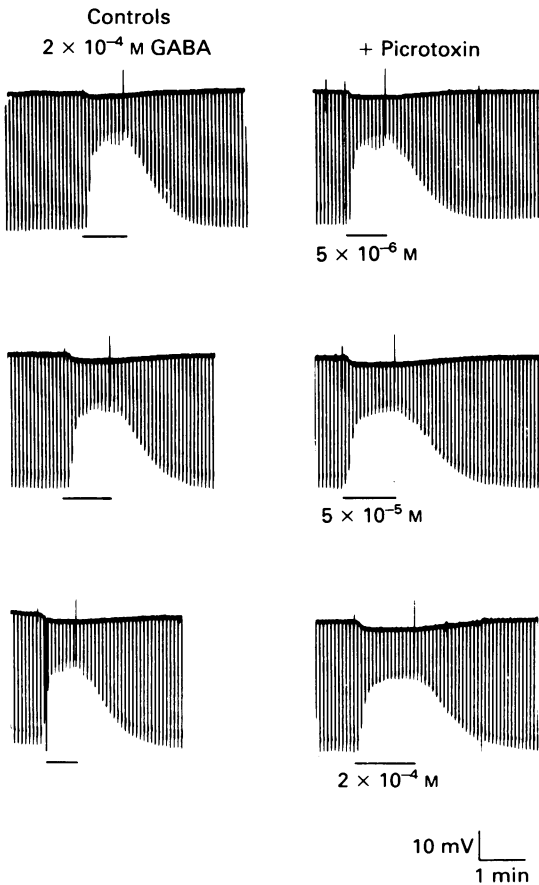 Controls
2 × 10⁻⁴ M GABA
+ Picrotoxin
5 × 10⁻⁶ M
5 × 10⁻⁵ M
2 × 10⁻⁴ M
10 mV
1 min